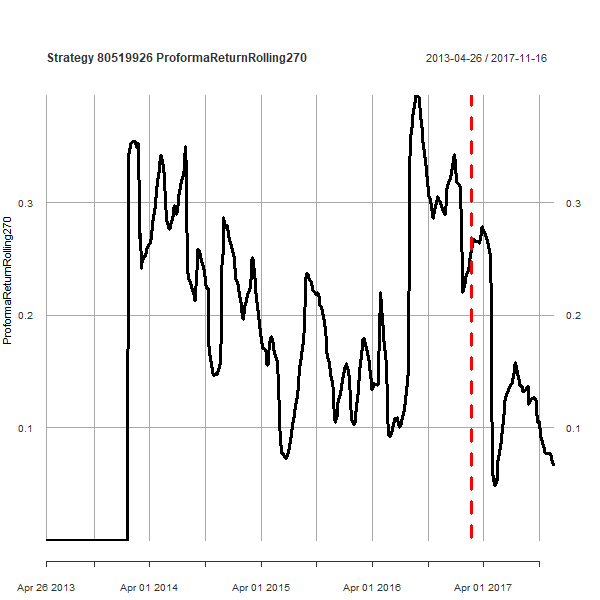 Strategy 80519926 ProformaReturnRolling270
2013-04-26 / 2017-11-16
ProformaReturnRolling270
0.3
0.3
0.2
0.2
0.1
0.1
Apr 26 2013
Apr 01 2014
Apr 01 2015
Apr 01 2016
Apr 01 2017